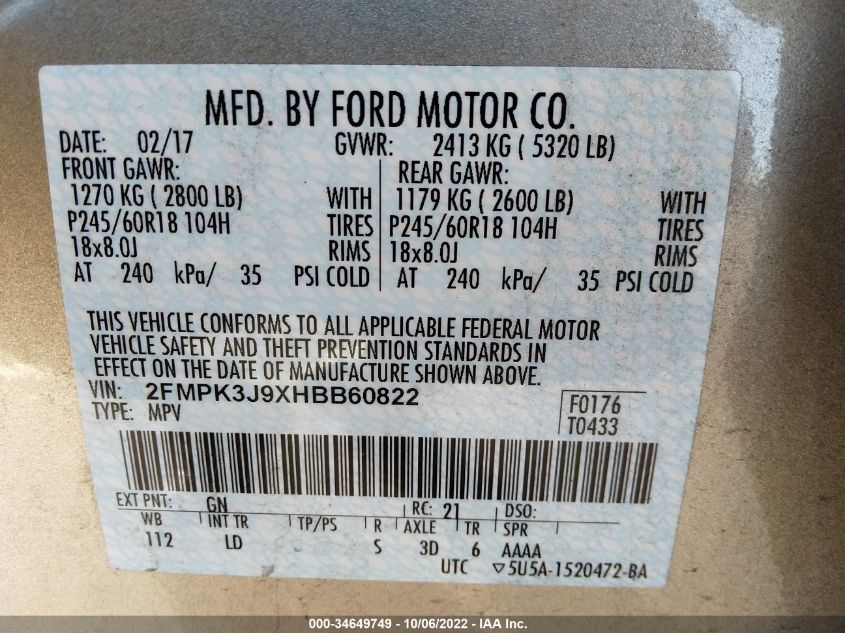 MFD. BY FORD MOTOR CO.
DATE: 02/17 GVWR: 2413 KG ( 5320 LB)
FRONT GAWR: REAR GAWR:
1270 KG ( 2800 LB) WITH 1179 KG ( 2600 LB) WITH
P245/60R18 104H TIRES P245/60R18 104H TIRES
18x8.0J RIMS 18x8.0J RIMS
AT 240 kPa/ 35 PSI COLD AT 240 kPa/ 35 PSI COLD
THIS VEHICLE CONFORMS TO ALL APPLICABLE FEDERAL MOTOR
VEHICLE SAFETY AND THEFT PREVENTION STANDARDS IN
EFFECT ON THE DATE OF MANUFACTURE SHOWN ABOVE.
VIN: 2FMPK3J9XHBB60822 F0176
TYPE: MPV T0433
EXT PNT: GN RC: 21 DSO:
WB INT TR TP/PS R AXLE TR SPR
112 LD S 3D 6 AAAA
UTC ▽5U5A-1520472-BA
000-34649749 - 10/06/2022 - IAA Inc.